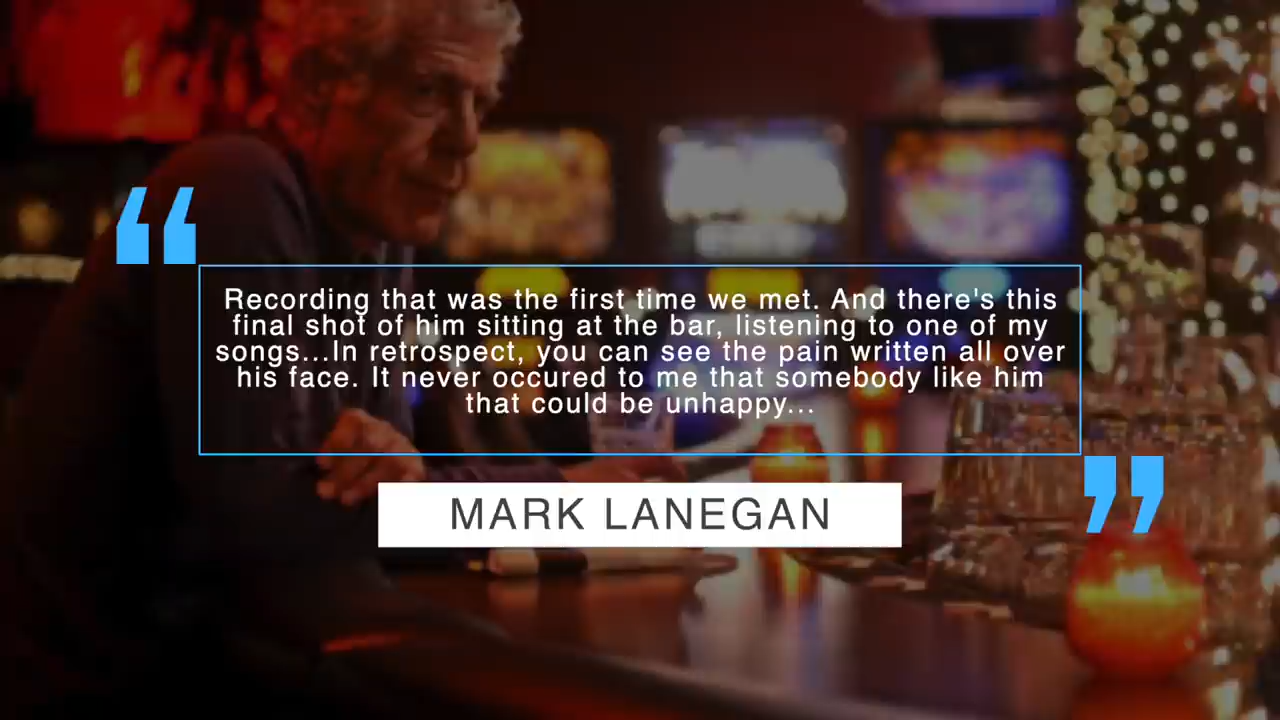 “
Recording that was the first time we met. And there's this
final shot of him sitting at the bar, listening to one of my
songs...In retrospect, you can see the pain written all over
his face. It never occured to me that somebody like him
that could be unhappy...
”
MARK LANEGAN